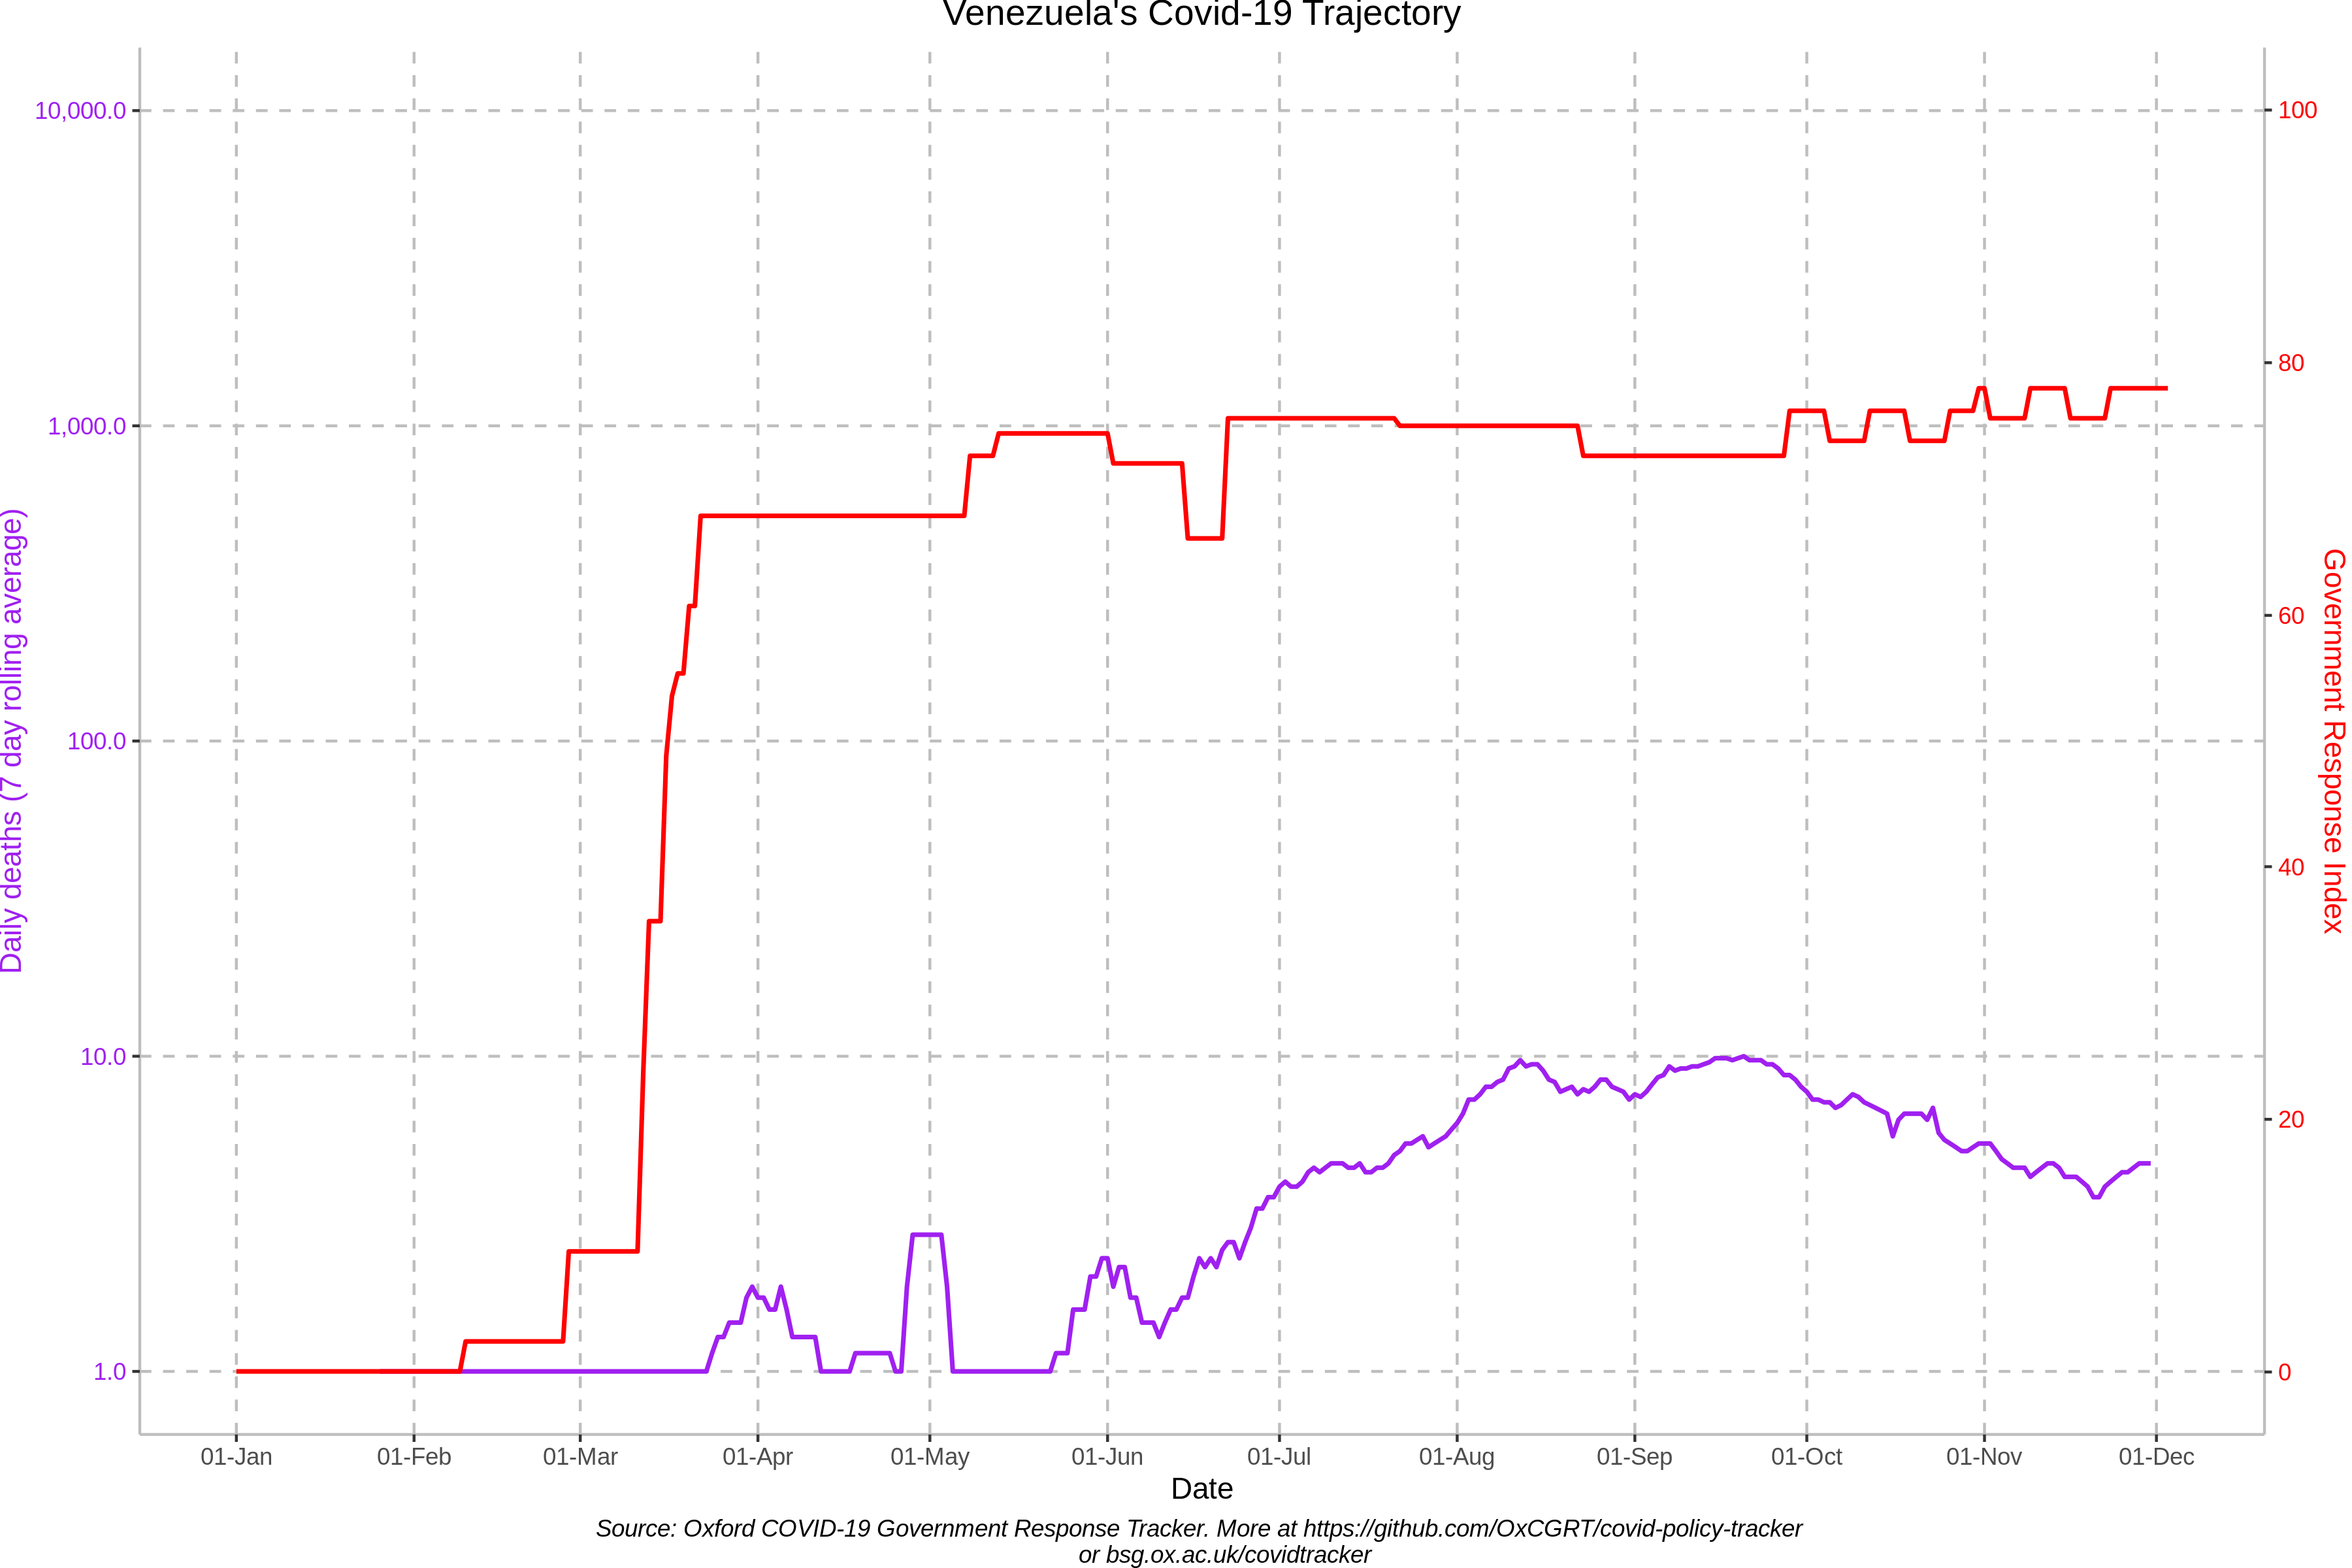 Venezuela's Covid-19 Trajectory
10,000.0
1,000.0
100.0
10.0
1.0
Daily deaths (7 day rolling average)
100
80
60
40
20
0
Government Response Index
01-Jan 01-Feb 01-Mar 01-Apr 01-May 01-Jun 01-Jul 01-Aug 01-Sep 01-Oct 01-Nov 01-Dec
Date
Source: Oxford COVID-19 Government Response Tracker. More at https://github.com/OxCGRT/covid-policy-tracker
or bsg.ox.ac.uk/covidtracker